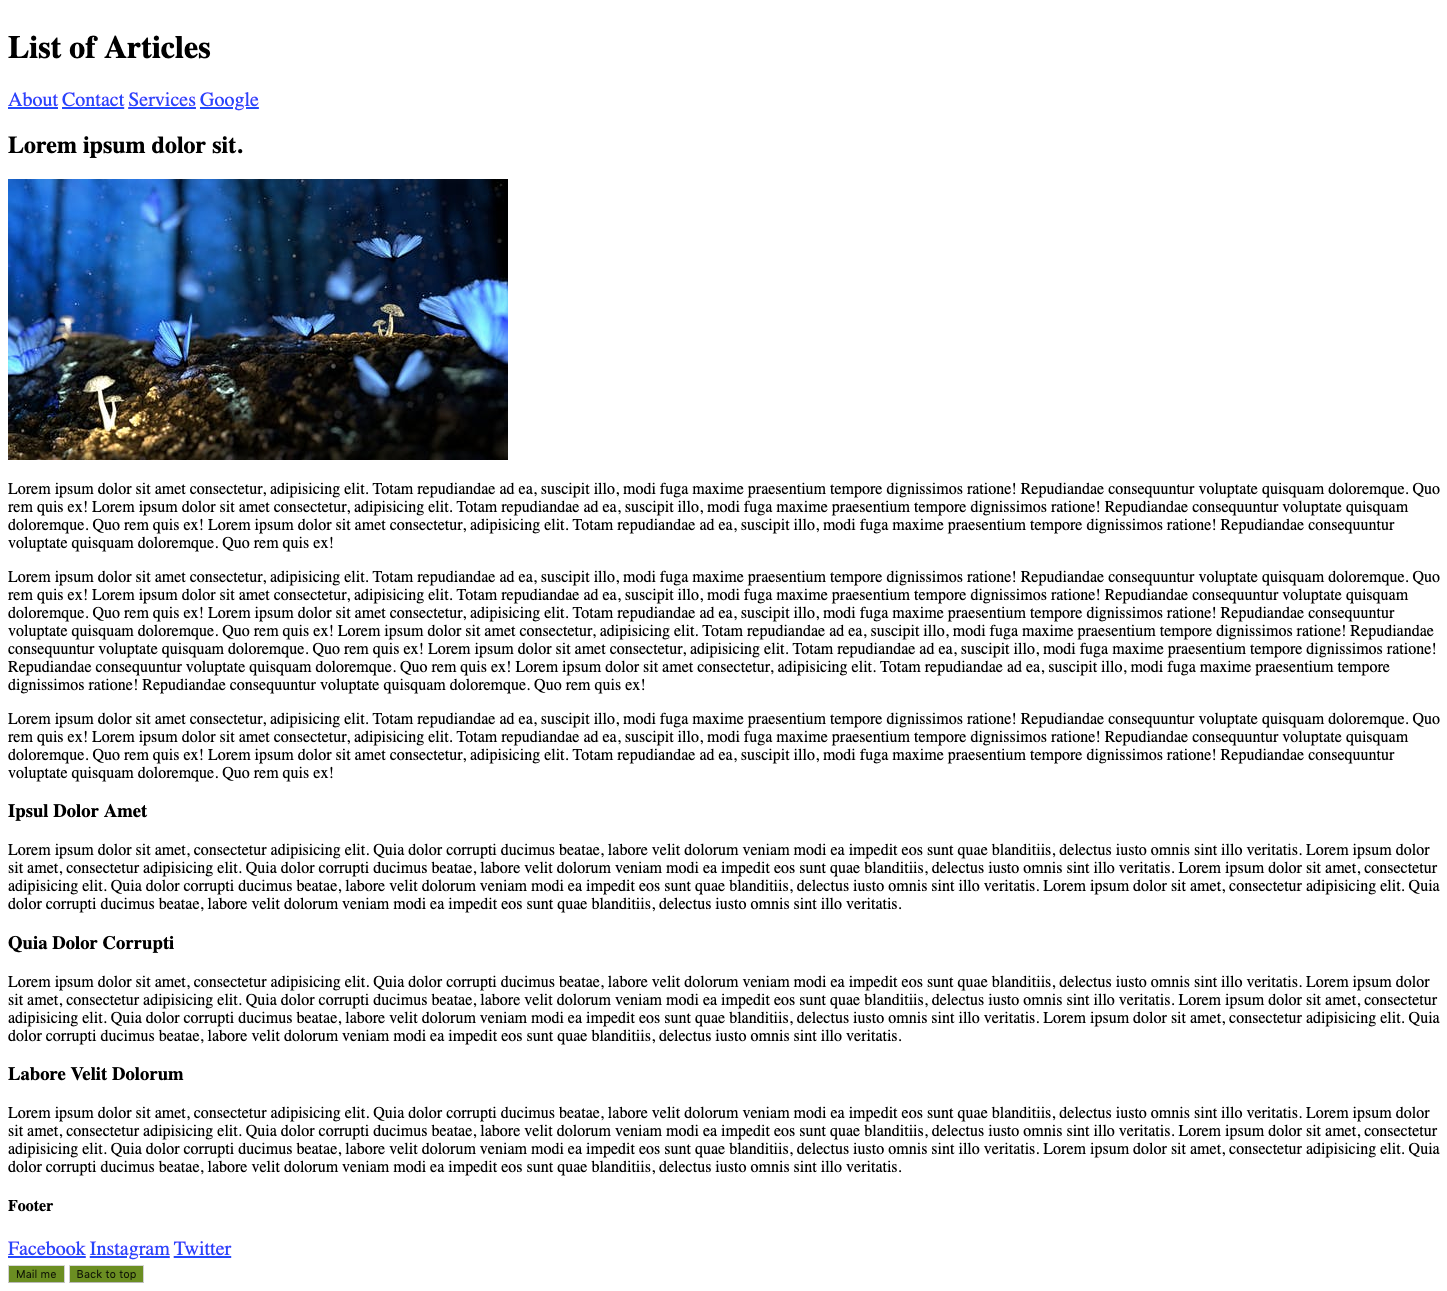 List of Articles
About Contact Services Google
Lorem ipsum dolor sit.
Lorem ipsum dolor sit amet consectetur, adipisicing elit. Totam repudiandae ad ea, suscipit illo, modi fuga maxime praesentium tempore dignissimos ratione! Repudiandae consequuntur voluptate quisquam doloremque. Quo
rem quis ex! Lorem ipsum dolor sit amet consectetur, adipisicing elit. Totam repudiandae ad ea, suscipit illo, modi fuga maxime praesentium tempore dignissimos ratione! Repudiandae consequuntur voluptate quisquam
doloremque. Quo rem quis ex! Lorem ipsum dolor sit amet consectetur, adipisicing elit. Totam repudiandae ad ea, suscipit illo, modi fuga maxime praesentium tempore dignissimos ratione! Repudiandae consequuntur
voluptate quisquam doloremque. Quo rem quis ex!
Lorem ipsum dolor sit amet consectetur, adipisicing elit. Totam repudiandae ad ea, suscipit illo, modi fuga maxime praesentium tempore dignissimos ratione! Repudiandae consequuntur voluptate quisquam doloremque. Quo
rem quis ex! Lorem ipsum dolor sit amet consectetur, adipisicing elit. Totam repudiandae ad ea, suscipit illo, modi fuga maxime praesentium tempore dignissimos ratione! Repudiandae consequuntur voluptate quisquam
doloremque. Quo rem quis ex! Lorem ipsum dolor sit amet consectetur, adipisicing elit. Totam repudiandae ad ea, suscipit illo, modi fuga maxime praesentium tempore dignissimos ratione! Repudiandae consequuntur
voluptate quisquam doloremque. Quo rem quis ex! Lorem ipsum dolor sit amet consectetur, adipisicing elit. Totam repudiandae ad ea, suscipit illo, modi fuga maxime praesentium tempore dignissimos ratione! Repudiandae
consequuntur voluptate quisquam doloremque. Quo rem quis ex! Lorem ipsum dolor sit amet consectetur, adipisicing elit. Totam repudiandae ad ea, suscipit illo, modi fuga maxime praesentium tempore dignissimos ratione!
Repudiandae consequuntur voluptate quisquam doloremque. Quo rem quis ex! Lorem ipsum dolor sit amet consectetur, adipisicing elit. Totam repudiandae ad ea, suscipit illo, modi fuga maxime praesentium tempore
dignissimos ratione! Repudiandae consequuntur voluptate quisquam doloremque. Quo rem quis ex!
Lorem ipsum dolor sit amet consectetur, adipisicing elit. Totam repudiandae ad ea, suscipit illo, modi fuga maxime praesentium tempore dignissimos ratione! Repudiandae consequuntur voluptate quisquam doloremque. Quo
rem quis ex! Lorem ipsum dolor sit amet consectetur, adipisicing elit. Totam repudiandae ad ea, suscipit illo, modi fuga maxime praesentium tempore dignissimos ratione! Repudiandae consequuntur voluptate quisquam
doloremque. Quo rem quis ex! Lorem ipsum dolor sit amet consectetur, adipisicing elit. Totam repudiandae ad ea, suscipit illo, modi fuga maxime praesentium tempore dignissimos ratione! Repudiandae consequuntur
voluptate quisquam doloremque. Quo rem quis ex!
Ipsul Dolor Amet
Lorem ipsum dolor sit amet, consectetur adipisicing elit. Quia dolor corrupti ducimus beatae, labore velit dolorum veniam modi ea impedit eos sunt quae blanditiis, delectus iusto omnis sint illo veritatis. Lorem ipsum dolor
sit amet, consectetur adipisicing elit. Quia dolor corrupti ducimus beatae, labore velit dolorum veniam modi ea impedit eos sunt quae blanditiis, delectus iusto omnis sint illo veritatis. Lorem ipsum dolor sit amet, consectetur
adipisicing elit. Quia dolor corrupti ducimus beatae, labore velit dolorum veniam modi ea impedit eos sunt quae blanditiis, delectus iusto omnis sint illo veritatis. Lorem ipsum dolor sit amet, consectetur adipisicing elit. Quia
dolor corrupti ducimus beatae, labore velit dolorum veniam modi ea impedit eos sunt quae blanditiis, delectus iusto omnis sint illo veritatis.
Quia Dolor Corrupti
Lorem ipsum dolor sit amet, consectetur adipisicing elit. Quia dolor corrupti ducimus beatae, labore velit dolorum veniam modi ea impedit eos sunt quae blanditiis, delectus iusto omnis sint illo veritatis. Lorem ipsum dolor
sit amet, consectetur adipisicing elit. Quia dolor corrupti ducimus beatae, labore velit dolorum veniam modi ea impedit eos sunt quae blanditiis, delectus iusto omnis sint illo veritatis. Lorem ipsum dolor sit amet, consectetur
adipisicing elit. Quia dolor corrupti ducimus beatae, labore velit dolorum veniam modi ea impedit eos sunt quae blanditiis, delectus iusto omnis sint illo veritatis. Lorem ipsum dolor sit amet, consectetur adipisicing elit. Quia
dolor corrupti ducimus beatae, labore velit dolorum veniam modi ea impedit eos sunt quae blanditiis, delectus iusto omnis sint illo veritatis.
Labore Velit Dolorum
Lorem ipsum dolor sit amet, consectetur adipisicing elit. Quia dolor corrupti ducimus beatae, labore velit dolorum veniam modi ea impedit eos sunt quae blanditiis, delectus iusto omnis sint illo veritatis. Lorem ipsum dolor
sit amet, consectetur adipisicing elit. Quia dolor corrupti ducimus beatae, labore velit dolorum veniam modi ea impedit eos sunt quae blanditiis, delectus iusto omnis sint illo veritatis. Lorem ipsum dolor sit amet, consectetur
adipisicing elit. Quia dolor corrupti ducimus beatae, labore velit dolorum veniam modi ea impedit eos sunt quae blanditiis, delectus iusto omnis sint illo veritatis. Lorem ipsum dolor sit amet, consectetur adipisicing elit. Quia
dolor corrupti ducimus beatae, labore velit dolorum veniam modi ea impedit eos sunt quae blanditiis, delectus iusto omnis sint illo veritatis.
Footer
Facebook Instagram Twitter
Mail me Back to top